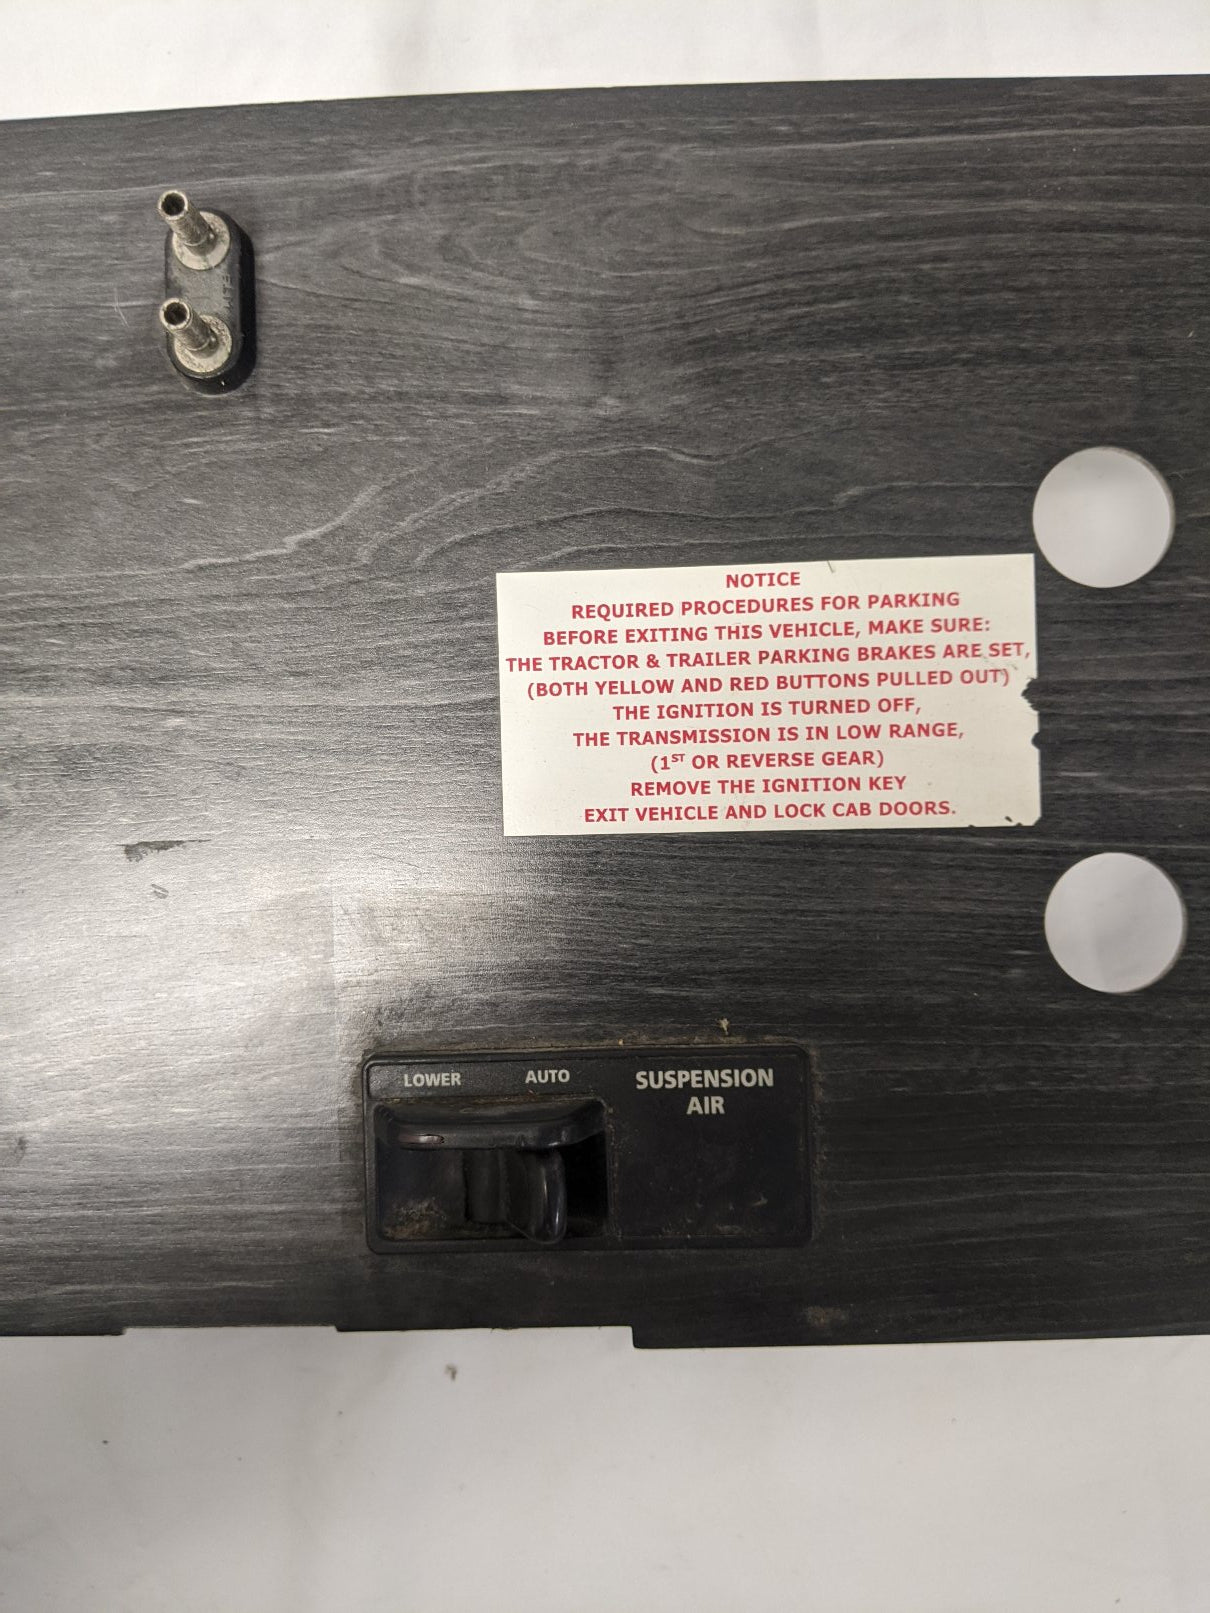 NOTICE
REQUIRED PROCEDURES FOR PARKING
BEFORE EXITING THIS VEHICLE, MAKE SURE:
THE TRACTOR & TRAILER PARKING BRAKES ARE SET,
(BOTH YELLOW AND RED BUTTONS PULLED OUT)
THE IGNITION IS TURNED OFF,
THE TRANSMISSION IS IN LOW RANGE,
(1ST OR REVERSE GEAR)
REMOVE THE IGNITION KEY
EXIT VEHICLE AND LOCK CAB DOORS.
LOWER AUTO SUSPENSION
AIR